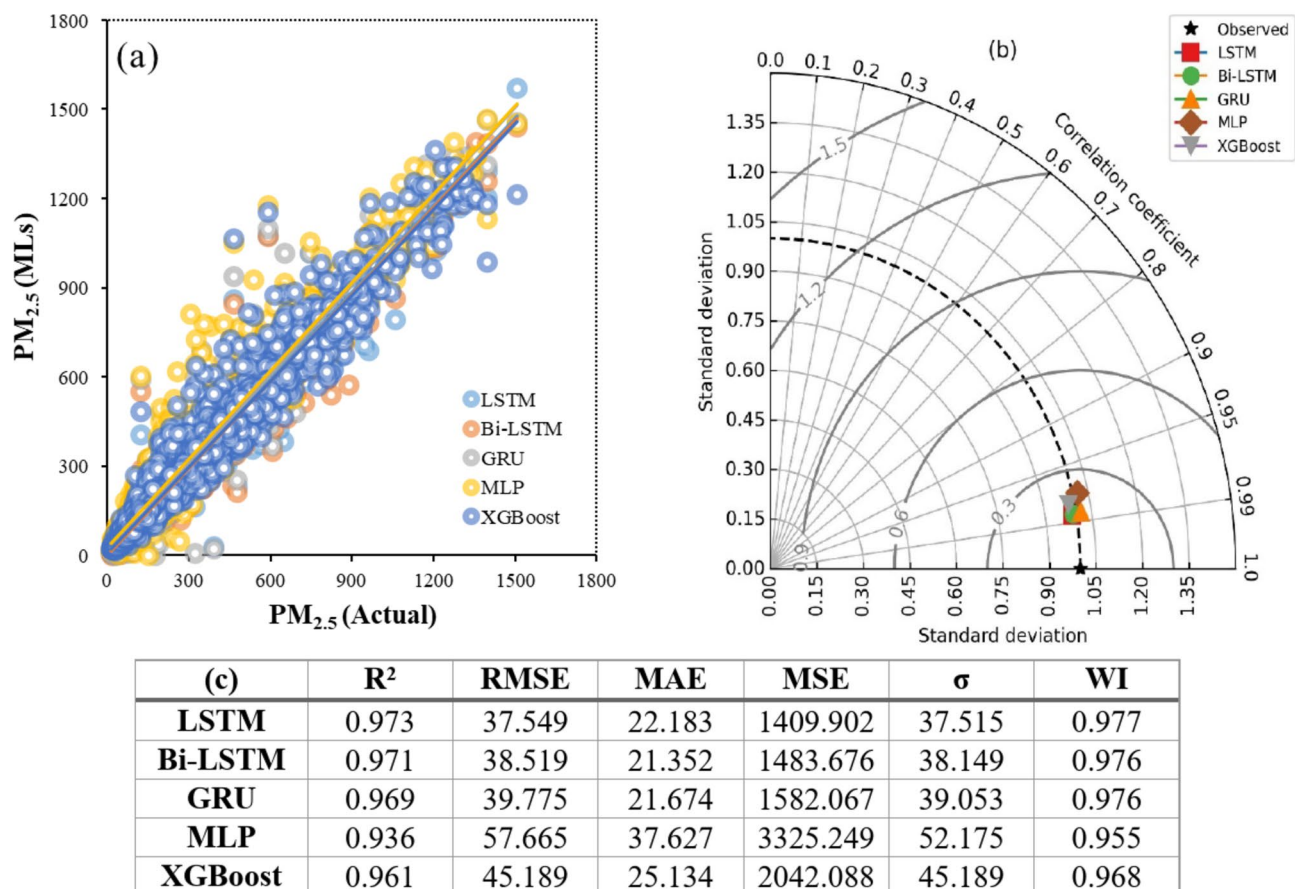 (a)
1800
1500
1200
900
600
300
0
PM2.5 (MLs)
0 300 600 900 1200 1500 1800
PM2.5 (Actual)
LSTM
Bi-LSTM
GRU
MLP
XGBoost
(b)
Observed
LSTM
Bi-LSTM
GRU
MLP
XGBoost
0.0 0.1 0.2 0.3 0.4 0.5 0.6 0.7 0.8 0.9 0.95 0.99 1.0
Correlation coefficient
1.35
1.20
1.05
0.90
0.75
0.60
0.45
0.30
0.15
0.00
Standard deviation
1.5
1.2
0.9
0.6
0.3
0.00 0.15 0.30 0.45 0.60 0.75 0.90 1.05 1.35
Standard deviation
(c) R² RMSE MAE MSE σ WI
LSTM 0.973 37.549 22.183 1409.902 37.515 0.977
Bi-LSTM 0.971 38.519 21.352 1483.676 38.149 0.976
GRU 0.969 39.775 21.674 1582.067 39.053 0.976
MLP 0.936 57.665 37.627 3325.249 52.175 0.955
XGBoost 0.961 45.189 25.134 2042.088 45.189 0.968